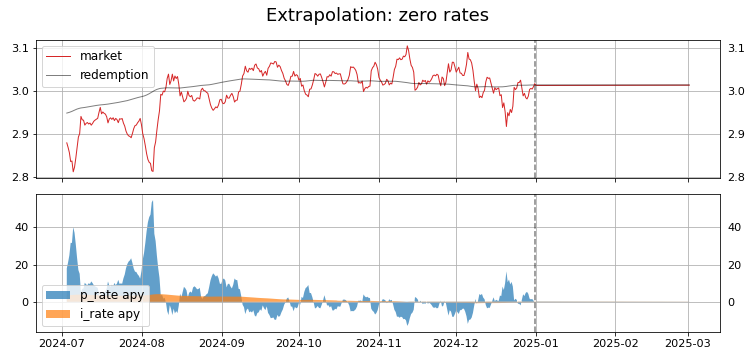 Extrapolation: zero rates
3.1
3.0
2.9
2.8
market
redemption
3.1
3.0
2.9
2.8
40
20
0
p_rate apy
i_rate apy
40
20
0
2024-07 2024-08 2024-09 2024-10 2024-11 2024-12 2025-01 2025-02 2025-03